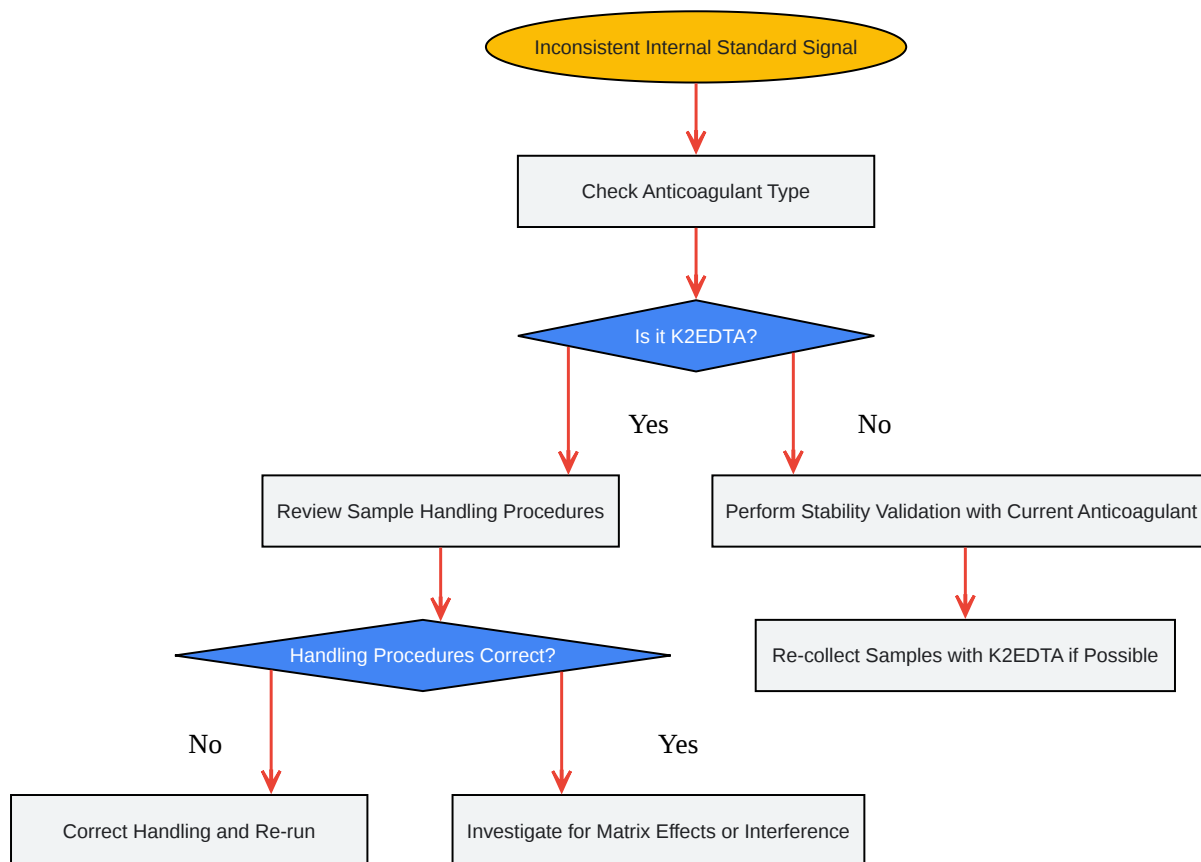 Inconsistent Internal Standard Signal
Check Anticoagulant Type
Is it K2EDTA?
Yes
No
Review Sample Handling Procedures
Perform Stability Validation with Current Anticoagulant
Handling Procedures Correct?
Re-collect Samples with K2EDTA if Possible
No
Yes
Correct Handling and Re-run
Investigate for Matrix Effects or Interference